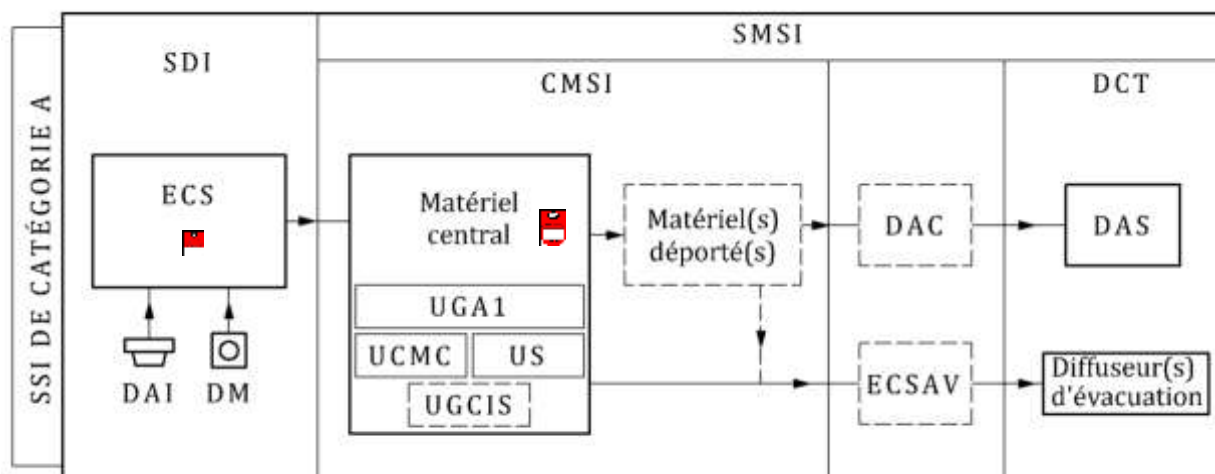 SSI DE CATÉGORIE A
SDI
SMSI
CMSI
DCT
ECS
DAI
DM
Matériel
central
UGA1
UCMC
US
UGCIS
Matériel(s)
déporté(s)
DAC
DAS
ECSAV
Diffuseur(s)
d'évacuation